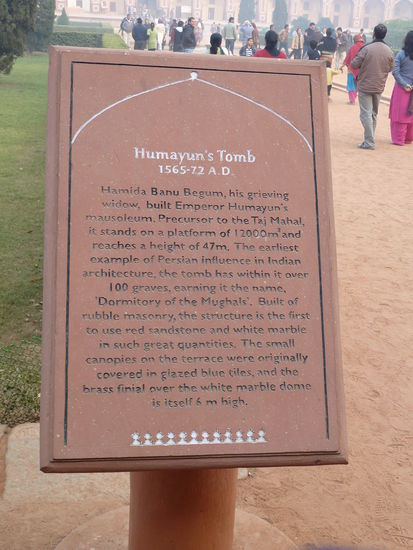 Humayun's Tomb
1565-72 A.D.
Hamida Banu Begum, his grieving
widow, built Emperor Humayun's
mausoleum. Precursor to the Taj Mahal,
it stands on a platform of 12000m² and
reaches a height of 47m. The earliest
example of Persian influence in Indian
architecture, the tomb has within it over
100 graves, earning it the name,
'Dormitory of the Mughals'. Built of
rubble masonry, the structure is the first
to use red sandstone and white marble
in such great quantities. The small
canopies on the terrace were originally
covered in glazed blue tiles, and the
brass finial over the white marble dome
is itself 6 m high.